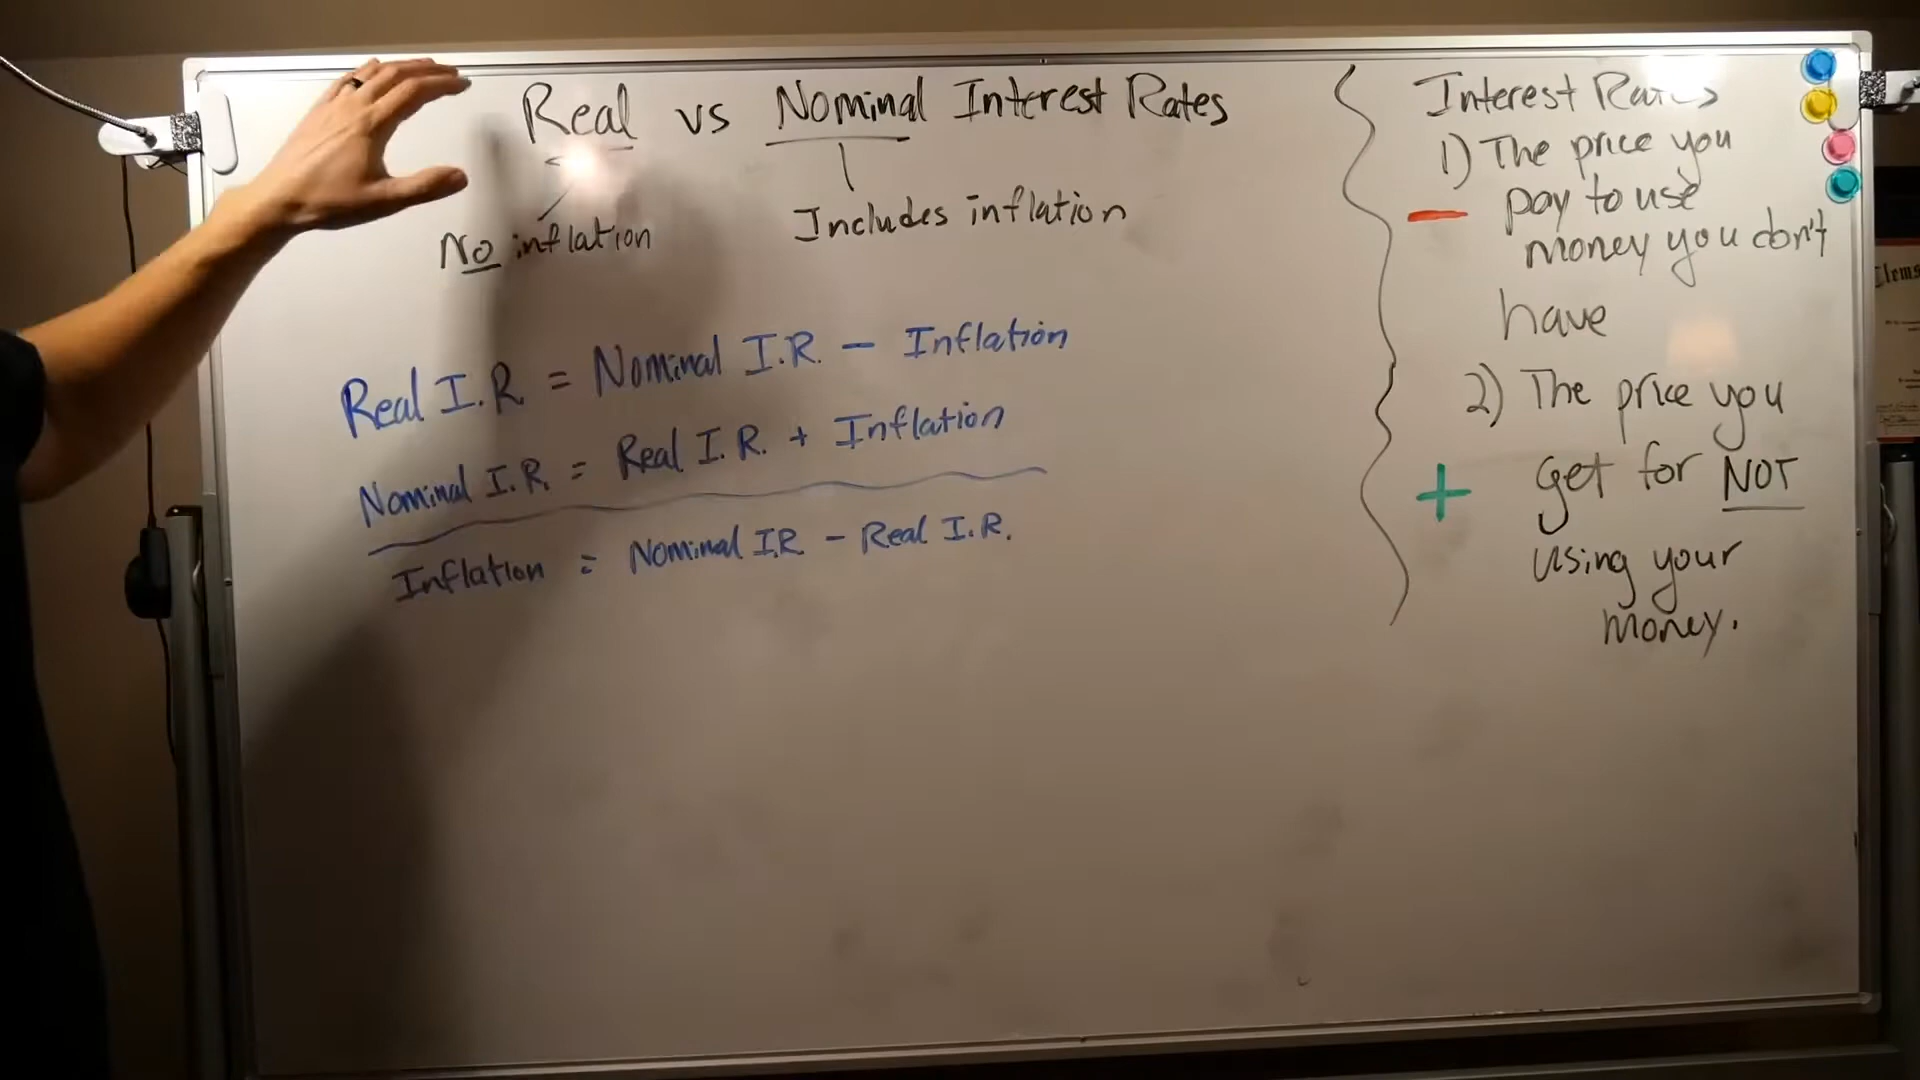 Real vs Nominal Interest Rates
No inflation
Includes inflation
Real I.R = Nominal I.R. - Inflation
Nominal I.R. = Real I.R. + Inflation
Inflation = Nominal I.R - Real I.R.
Interest Rates
1) The price you
- pay to use
money you don't
have
2) The price you
+ get for NOT
using your
money.